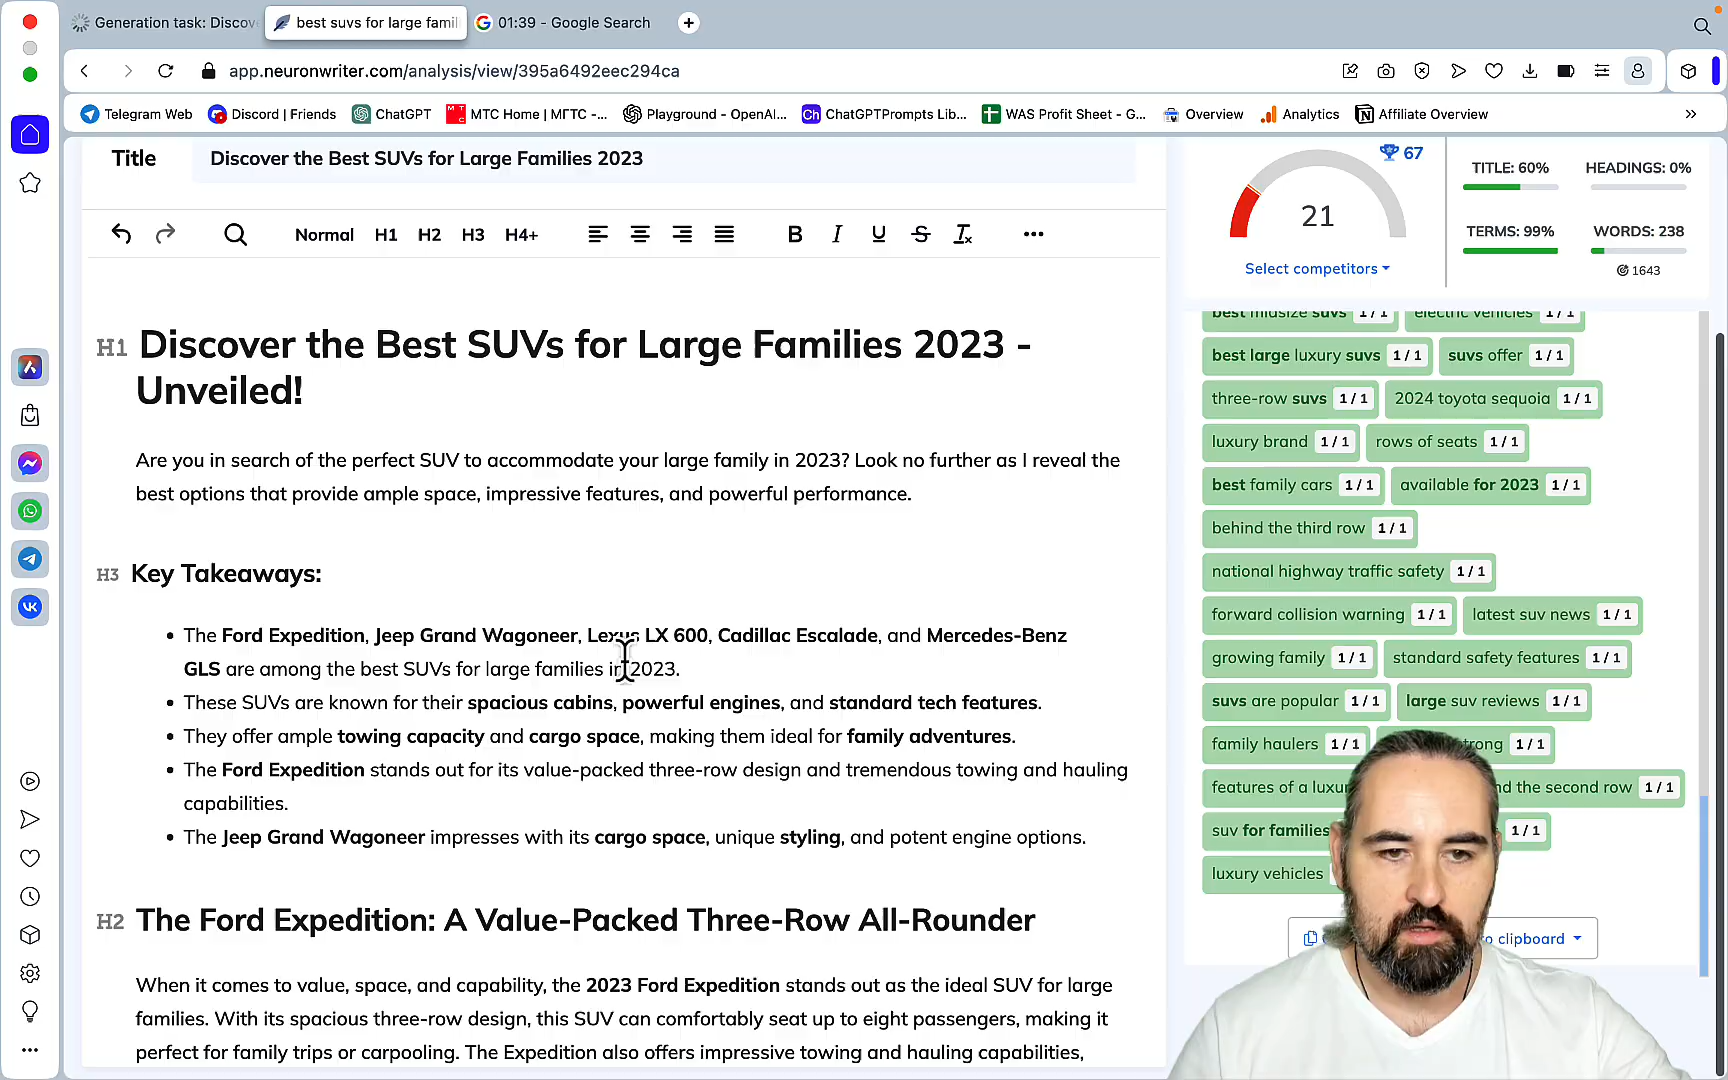 Generation task: Discov
best suvs for large famil
01:39 - Google Search
app.neuronwriter.com/analysis/view/395a6492eec294ca
Telegram Web
Discord | Friends
ChatGPT
МТС Home | МГТС -...
Playground - OpenAI...
ChatGPTPrompts Lib...
WAS Profit Sheet - G...
Overview
Analytics
Affiliate Overview
Title
Discover the Best SUVs for Large Families 2023
Normal H1 H2 H3 H4+
B I U S Tx
H1 Discover the Best SUVs for Large Families 2023 -
Unveiled!
Are you in search of the perfect SUV to accommodate your large family in 2023? Look no further as I reveal the
best options that provide ample space, impressive features, and powerful performance.
H3 Key Takeaways:
The Ford Expedition, Jeep Grand Wagoneer, Lexus LX 600, Cadillac Escalade, and Mercedes-Benz
GLS are among the best SUVs for large families in 2023.
These SUVs are known for their spacious cabins, powerful engines, and standard tech features.
They offer ample towing capacity and cargo space, making them ideal for family adventures.
The Ford Expedition stands out for its value-packed three-row design and tremendous towing and hauling
capabilities.
The Jeep Grand Wagoneer impresses with its cargo space, unique styling, and potent engine options.
H2 The Ford Expedition: A Value-Packed Three-Row All-Rounder
When it comes to value, space, and capability, the 2023 Ford Expedition stands out as the ideal SUV for large
families. With its spacious three-row design, this SUV can comfortably seat up to eight passengers, making it
perfect for family trips or carpooling. The Expedition also offers impressive towing and hauling capabilities,
67
21
Select competitors
TITLE: 60%
HEADINGS: 0%
TERMS: 99%
WORDS: 238
1643
best midsize suvs 1 / 1
electric vehicles 1 / 1
best large luxury suvs 1 / 1
suvs offer 1 / 1
three-row suvs 1 / 1
2024 toyota sequoia 1 / 1
luxury brand 1 / 1
rows of seats 1 / 1
best family cars 1 / 1
available for 2023 1 / 1
behind the third row 1 / 1
national highway traffic safety 1 / 1
forward collision warning 1 / 1
latest suv news 1 / 1
growing family 1 / 1
standard safety features 1 / 1
suvs are popular 1 / 1
large suv reviews 1 / 1
family haulers 1 / 1
trong 1 / 1
features of a luxur
nd the second row 1 / 1
suv for families
1 / 1
luxury vehicles
o clipboard